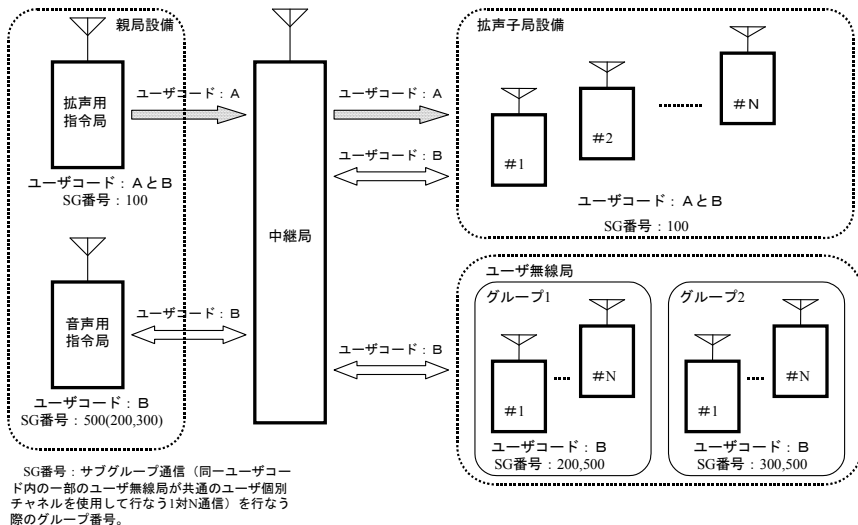 親局設備
拡声用
指令局
ユーザコード：AとB
SG番号：100
音声用
指令局
ユーザコード：B
SG番号：500(200,300)
ユーザコード：A
ユーザコード：B
中継局
ユーザコード：A
ユーザコード：B
ユーザコード：B
拡声子局設備
#1
#2
#N
ユーザコード：AとB
SG番号：100
ユーザ無線局
グループ1
#1
#N
ユーザコード：B
SG番号：200,500
グループ2
#1
#N
ユーザコード：B
SG番号：300,500
SG番号：サブグループ通信（同一ユーザコー
ド内の一部のユーザ無線局が共通のユーザ個別
チャネルを使用して行なう1対N通信）を行なう
際のグループ番号。